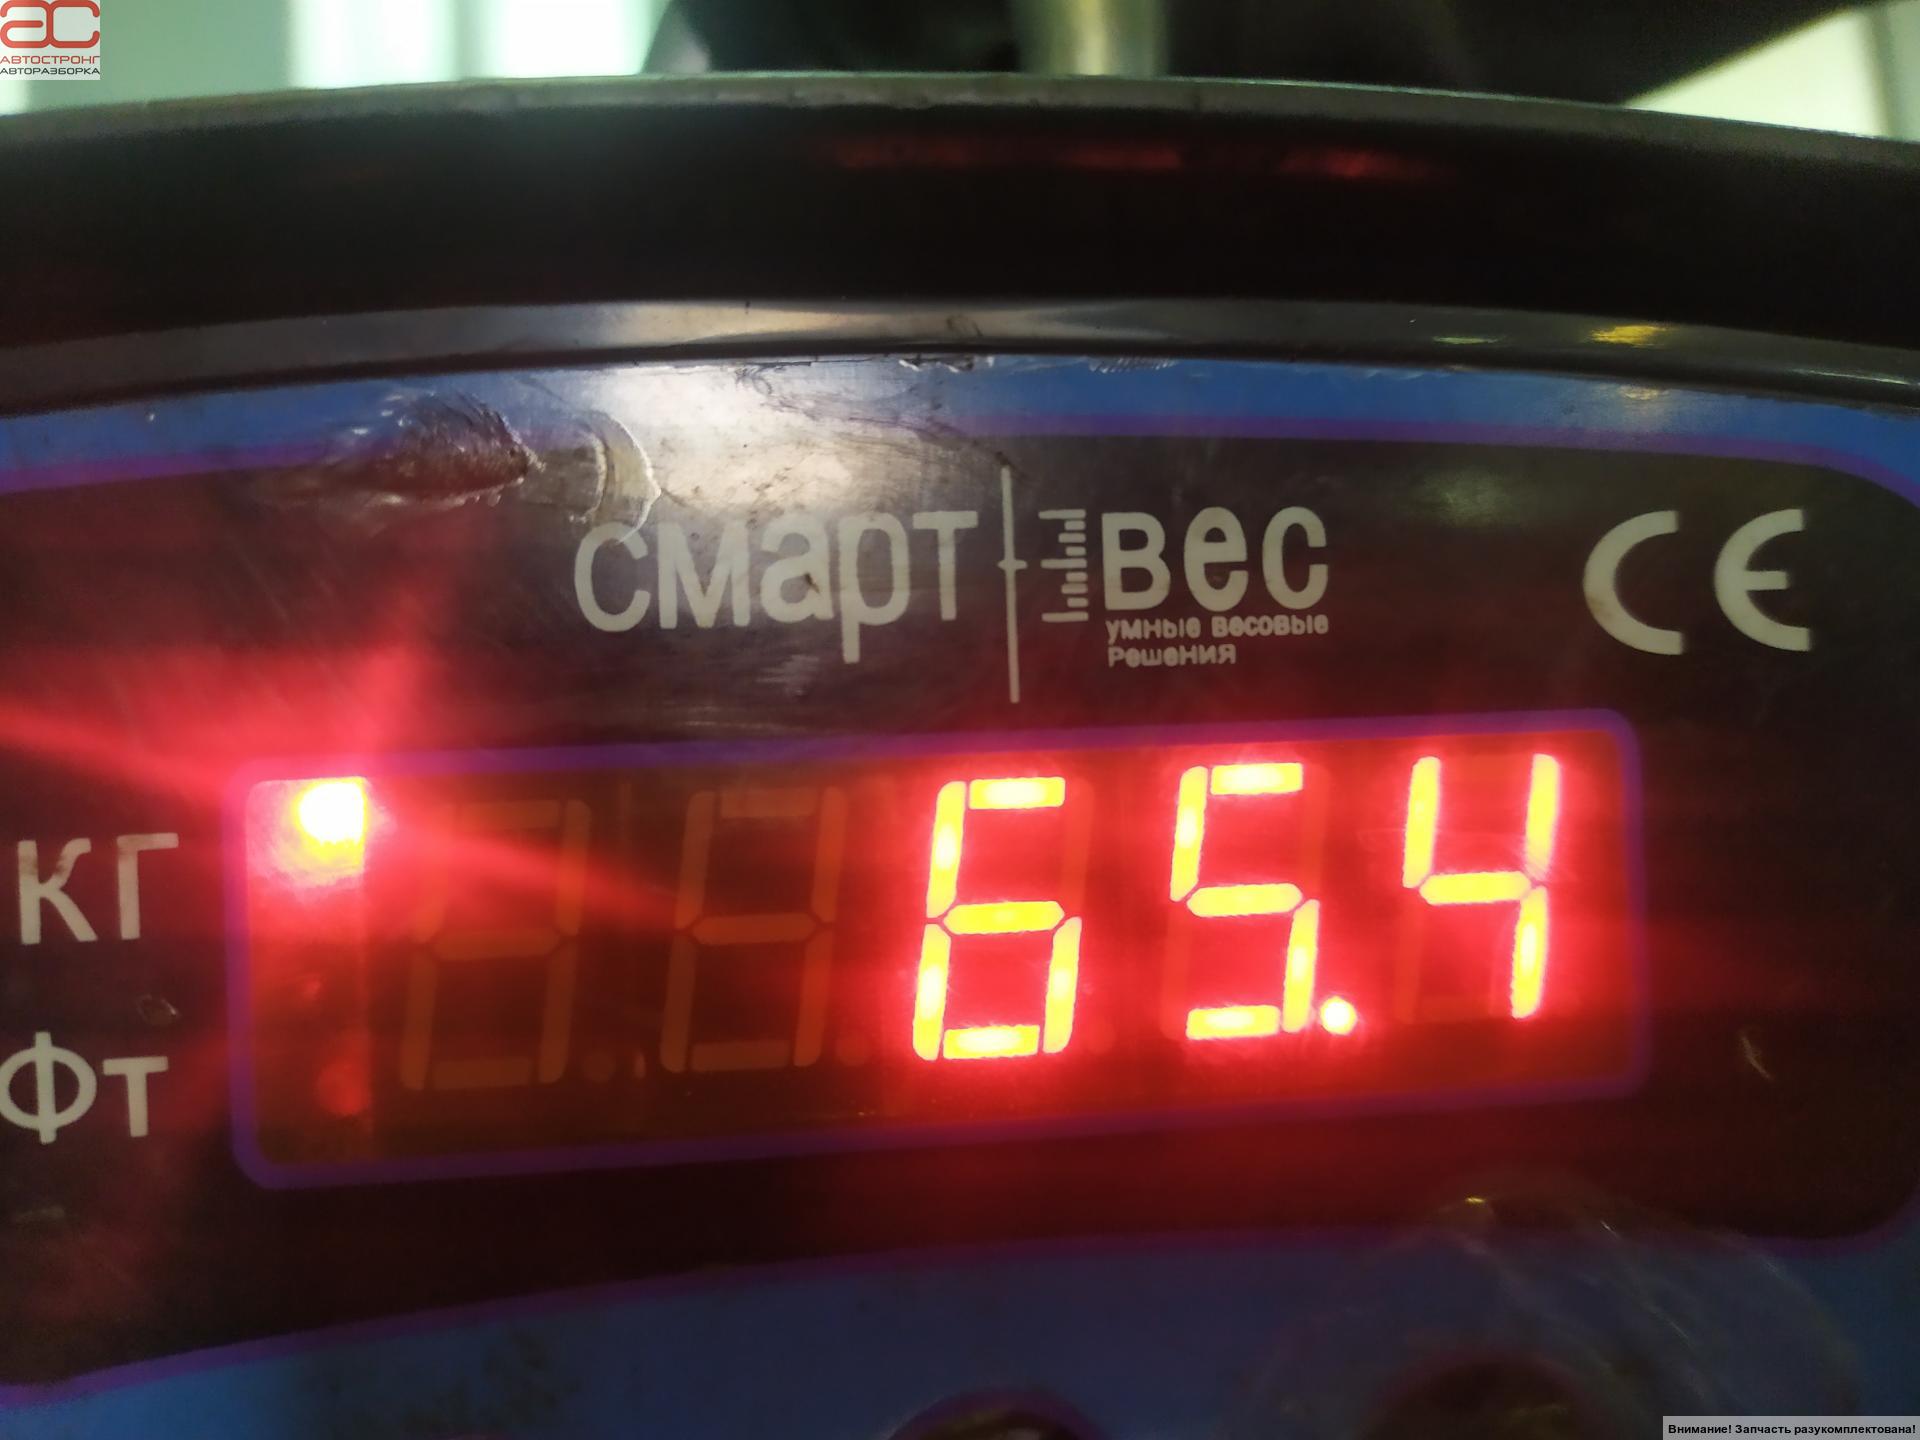 ас
АВТОСТРОНГ
АВТОРАЗБОРКА
смарт вес
умные весовые
решения
CE
кг
65.4
Фт
Внимание! Запчасть разукомплектована!